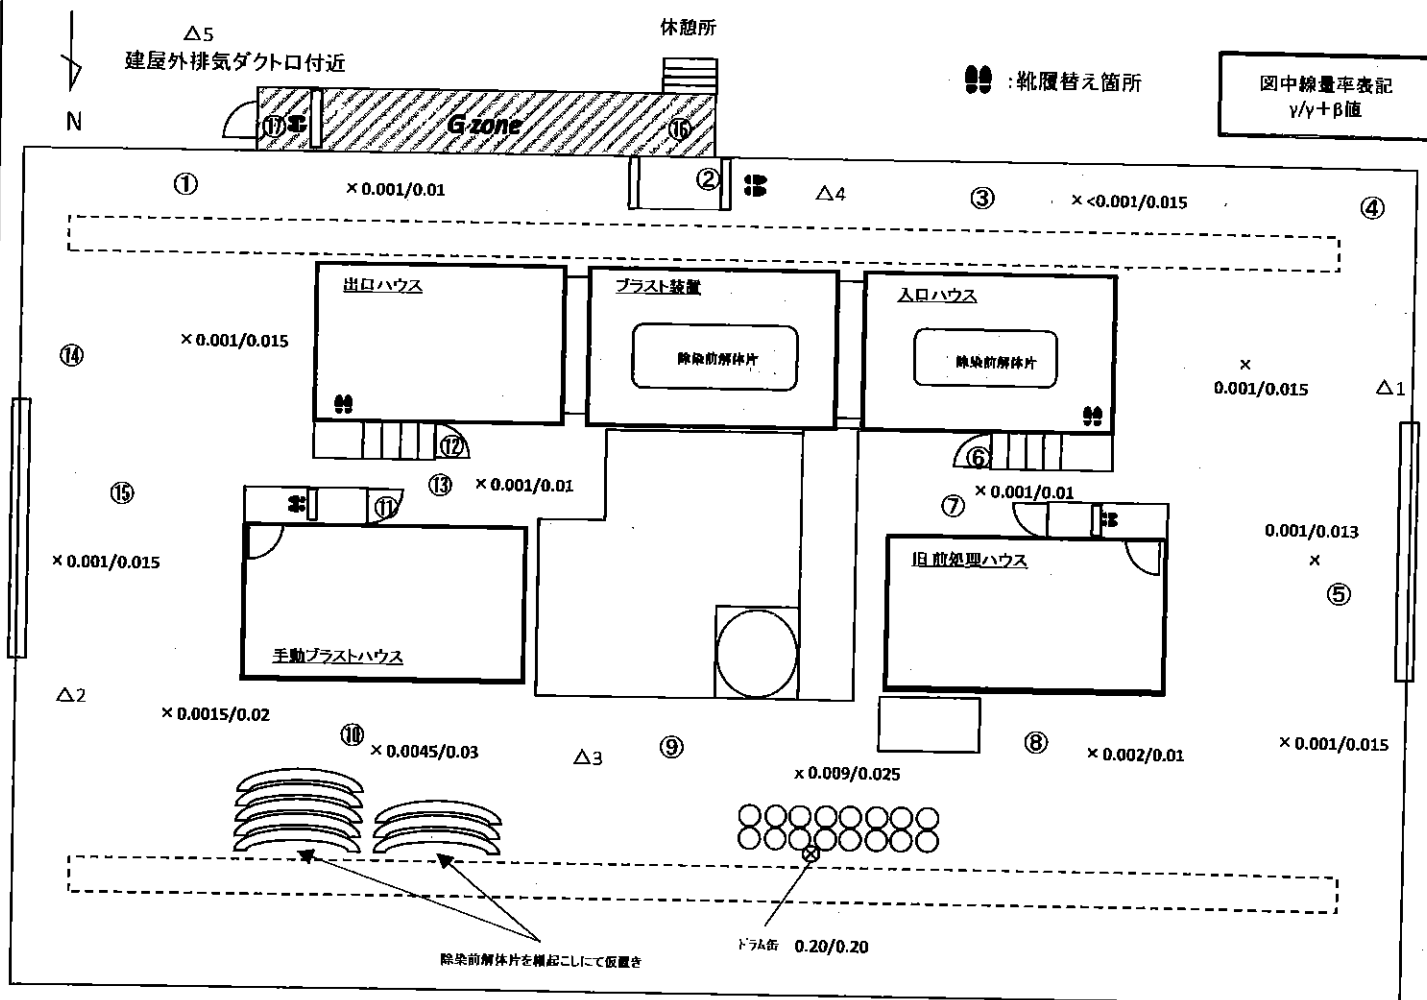 △5
建屋外排気ダクト口付近
休憩所
:靴履替え箇所
図中線量率表記
γ/γ+β値
N
⑰
G zone
⑯
①
×0.001/0.01
②
△4
③
×<0.001/0.015
④
出口ハウス
ブラスト装置
入口ハウス
除染前解体片
除染前解体片
×0.001/0.015
⑭
×
0.001/0.015
△1
⑫
⑥
⑮
⑬
×0.001/0.01
×0.001/0.01
⑦
⑪
0.001/0.013
×
×0.001/0.015
旧前処理ハウス
⑤
手動ブラストハウス
△2
×0.0015/0.02
⑩
×0.0045/0.03
△3
⑨
×0.009/0.025
⑧
×0.002/0.01
×0.001/0.015
ドラム缶 0.20/0.20
除染前解体片を縦起こしにて仮置き